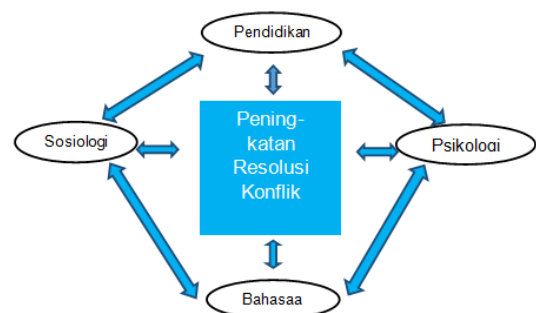 Pendidikan
Sosiologi
Pening-
katan
Resolusi
Konflik
Psikologi
Bahasaa